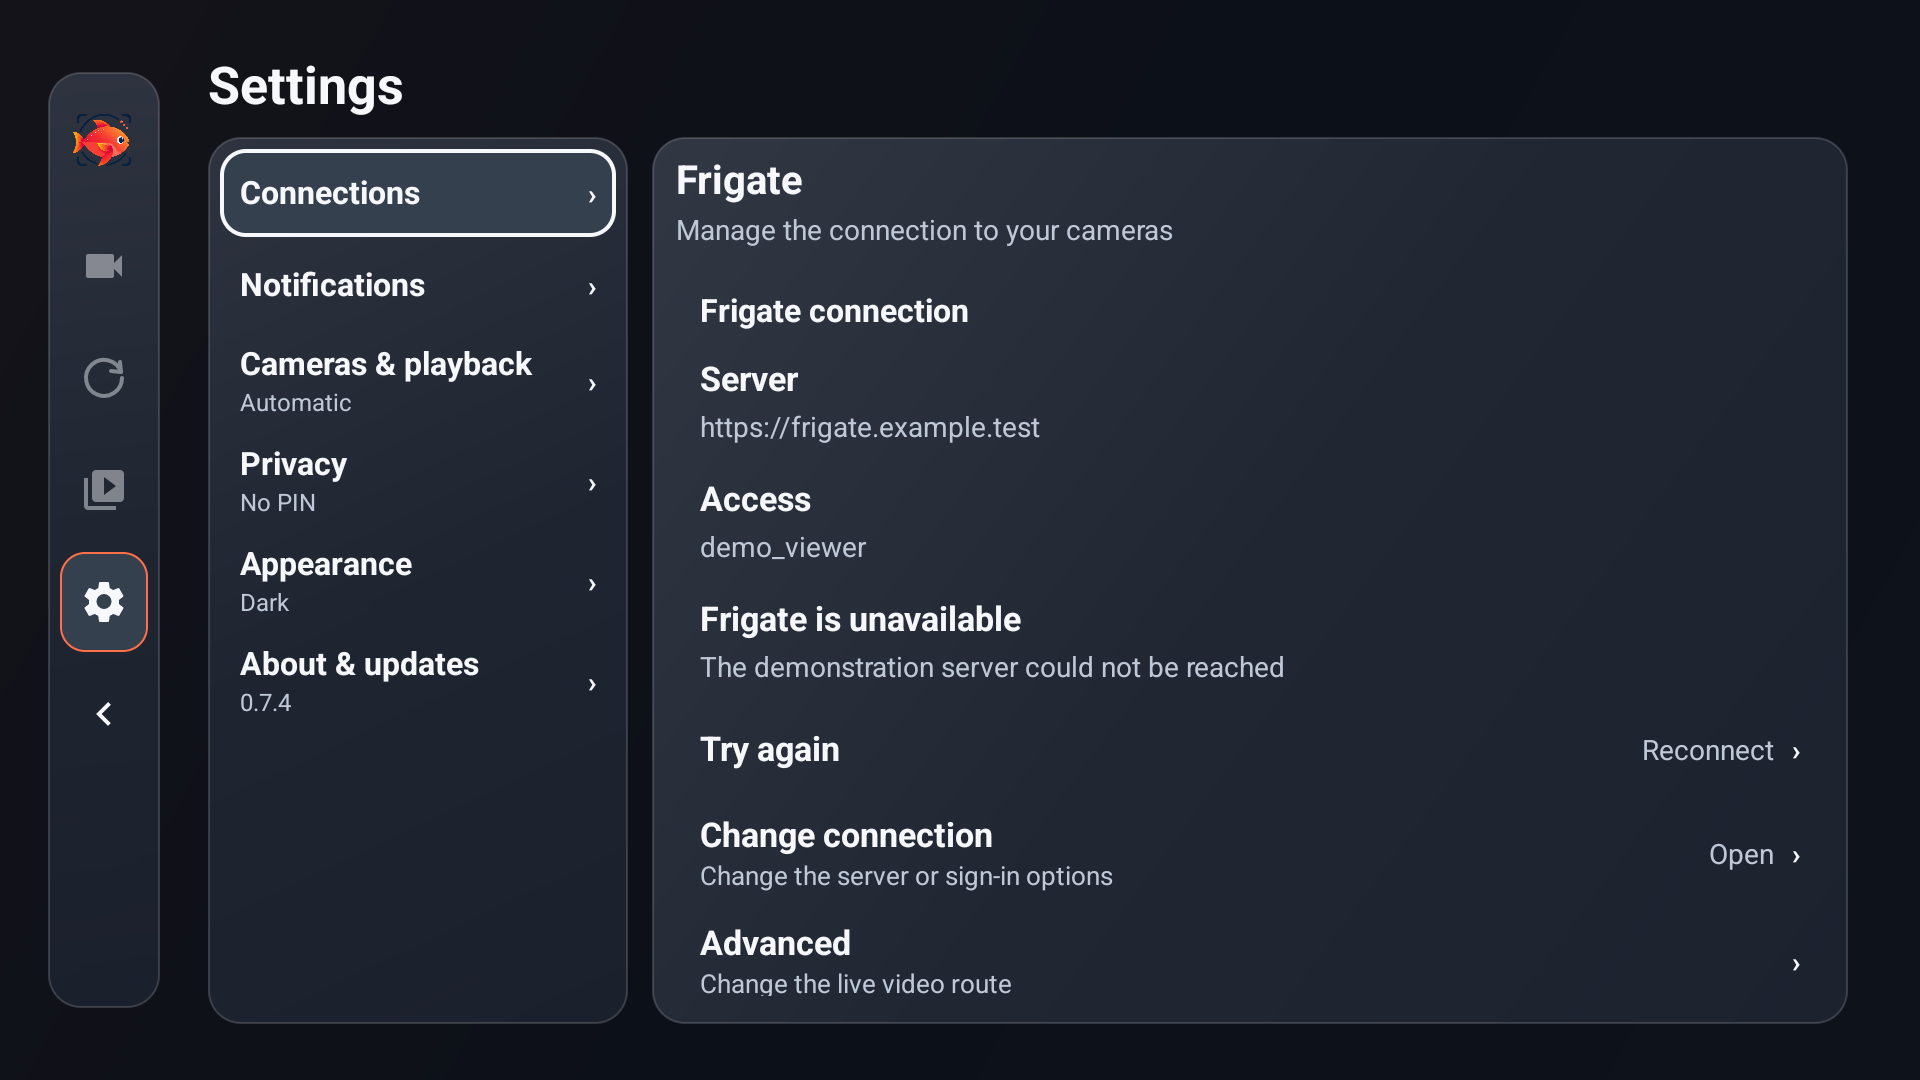 Settings
Connections
Notifications
Cameras & playback
Automatic
Privacy
No PIN
Appearance
Dark
About & updates
0.7.4
Frigate
Manage the connection to your cameras
Frigate connection
Server
https://frigate.example.test
Access
demo_viewer
Frigate is unavailable
The demonstration server could not be reached
Try again
Reconnect
Change connection
Change the server or sign-in options
Open
Advanced
Change the live video route